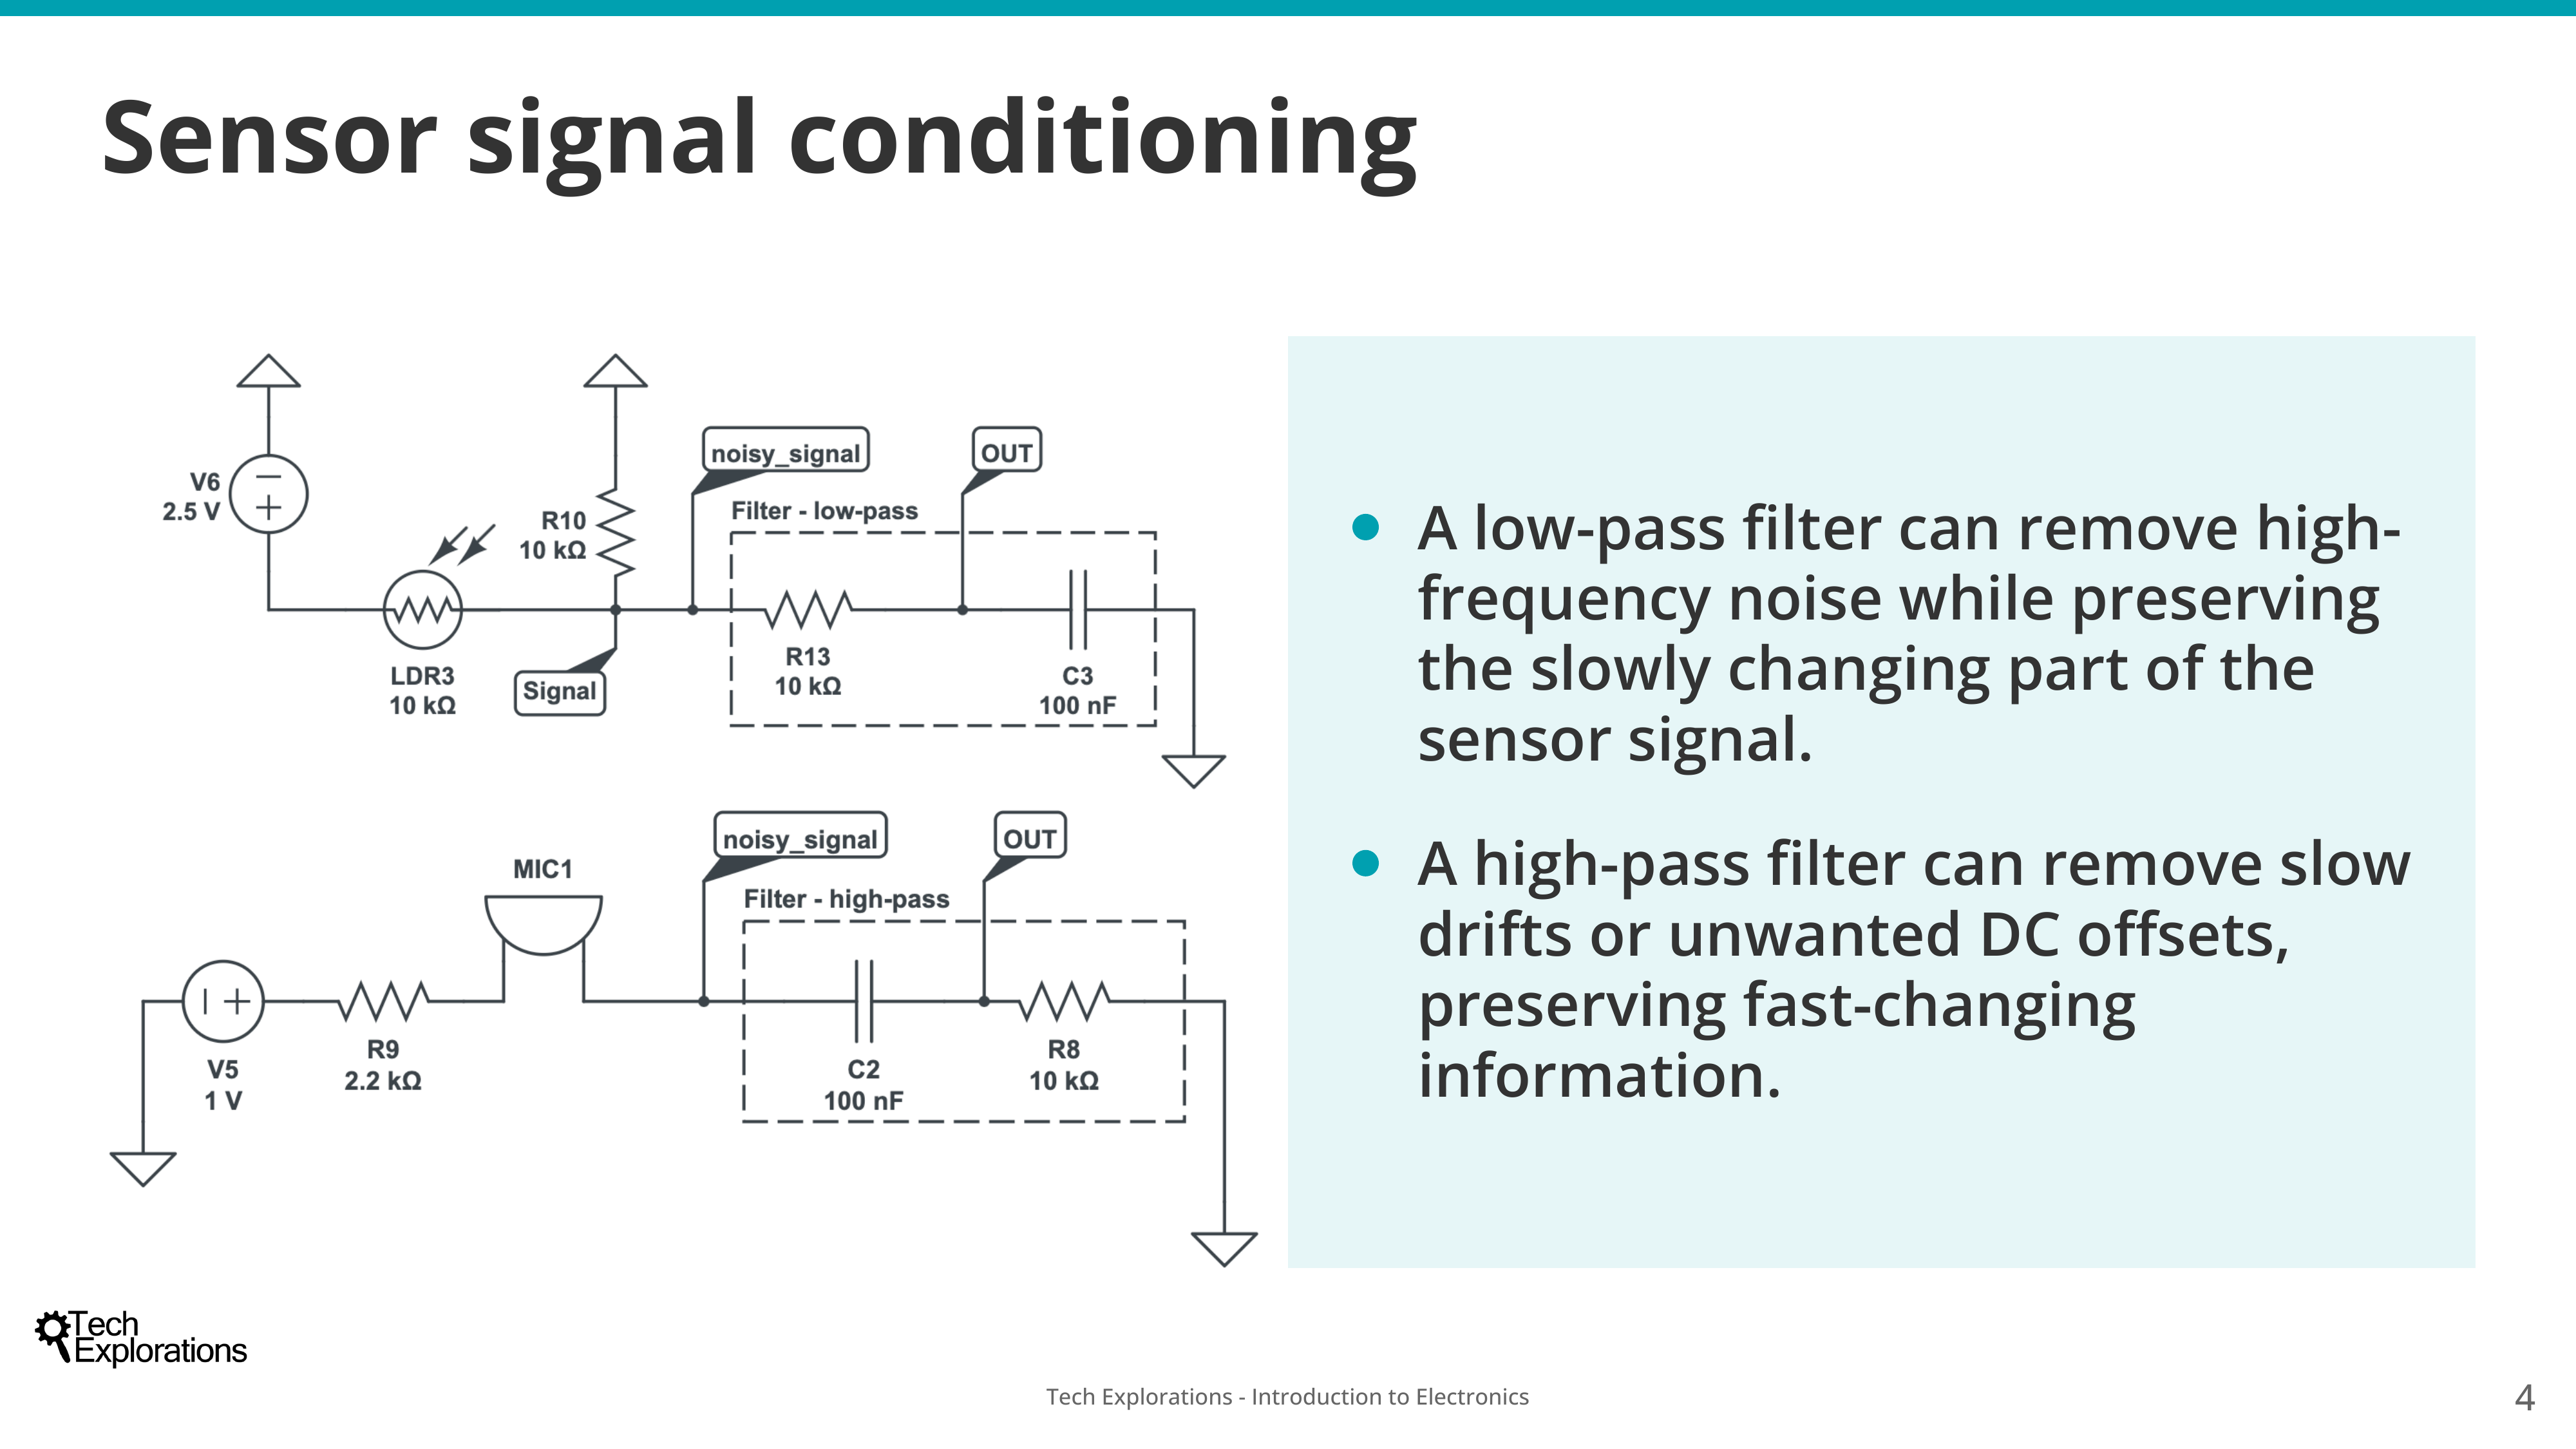 Sensor signal conditioning
noisy_signal
OUT
V6
2.5 V
R10
10 kΩ
Filter - low-pass
LDR3
10 kΩ
Signal
R13
10 kΩ
C3
100 nF
noisy_signal
OUT
MIC1
Filter - high-pass
V5
1 V
R9
2.2 kΩ
C2
100 nF
R8
10 kΩ
A low-pass filter can remove high-
frequency noise while preserving
the slowly changing part of the
sensor signal.
A high-pass filter can remove slow
drifts or unwanted DC offsets,
preserving fast-changing
information.
Tech
Explorations
Tech Explorations - Introduction to Electronics
4